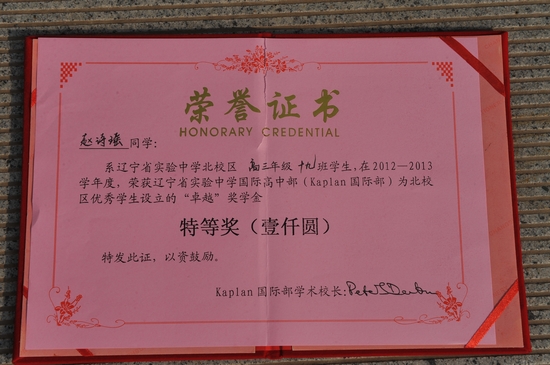 荣誉证书
HONORARY CREDENTIAL
同学:
系辽宁省实验中学北校区 高三年级 十九班学生,在2012—2013
学年度,荣获辽宁省实验中学国际高中部(Kaplan国际部)为北校
区优秀学生设立的“卓越”奖学金
特等奖(壹仟圆)
特发此证,以资鼓励。
Kaplan国际部学术校长: